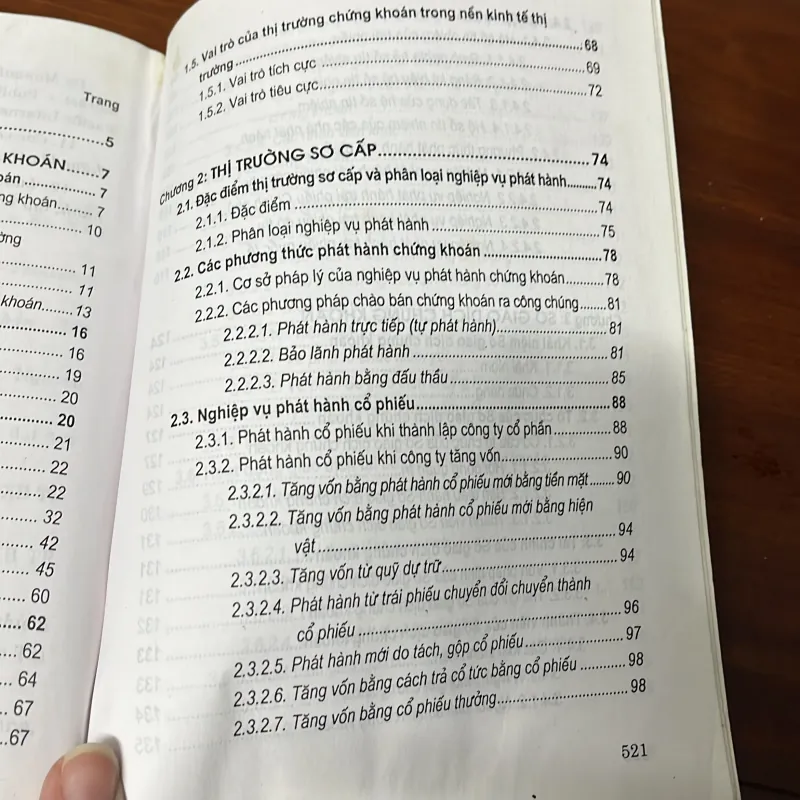 Trang
5
KHOÁN.......7
7
ng khoán......... 7
10
11
11
khoán.......13
16
16
19
20
20
21
22
22
32
42
45
60
62
62
64
67
67
1.5. Vai trò của thị trường chứng khoán trong nền kinh tế thị
trường ........ 68
1.5.1. Vai trò tích cực ........ 69
1.5.2. Vai trò tiêu cực........ 72
Chương 2: THỊ TRƯỜNG SƠ CẤP........ 74
2.1. Đặc điểm thị trường sơ cấp và phân loại nghiệp vụ phát hành.........74
2.1.1. Đặc điểm ........ 74
2.1.2. Phân loại nghiệp vụ phát hành ........ 75
2.2. Các phương thức phát hành chứng khoán ........ 78
2.2.1. Cơ sở pháp lý của nghiệp vụ phát hành chứng khoán...........78
2.2.2. Các phương pháp chào bán chứng khoán ra công chúng........81
2.2.2.1. Phát hành trực tiếp (tự phát hành)........ 81
2.2.2.2. Bảo lãnh phát hành ........ 81
2.2.2.3. Phát hành bằng đấu thầu ........ 85
2.3. Nghiệp vụ phát hành cổ phiếu........ 88
2.3.1. Phát hành cổ phiếu khi thành lập công ty cổ phần ........ 88
2.3.2. Phát hành cổ phiếu khi công ty tăng vốn........ 90
2.3.2.1. Tăng vốn bằng phát hành cổ phiếu mới bằng tiền mặt........ 90
2.3.2.2. Tăng vốn bằng phát hành cổ phiếu mới bằng hiện
vật ........ 94
2.3.2.3. Tăng vốn từ quỹ dự trữ ........ 94
2.3.2.4. Phát hành từ trái phiếu chuyển đổi chuyển thành
cổ phiếu ........ 96
2.3.2.5. Phát hành mới do tách, gộp cổ phiếu........ 97
2.3.2.6. Tăng vốn bằng cách trả cổ tức bằng cổ phiếu ............ 98
2.3.2.7. Tăng vốn bằng cổ phiếu thưởng........ 98
521